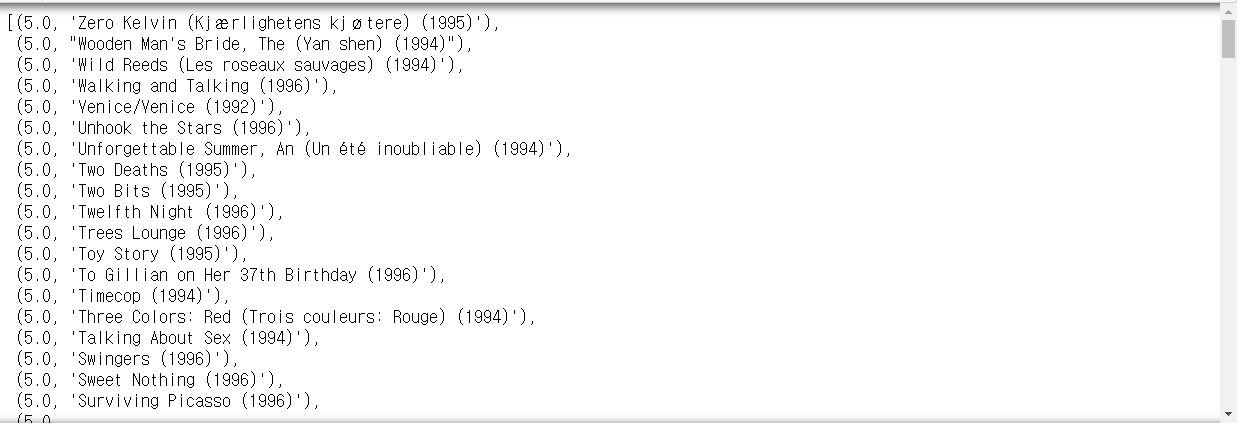 [(5.0, 'Zero Kelvin (Kjærlighetens kjøtere) (1995)'),
(5.0, "Wooden Man's Bride, The (Yan shen) (1994)"),
(5.0, 'Wild Reeds (Les roseaux sauvages) (1994)'),
(5.0, 'Walking and Talking (1996)'),
(5.0, 'Venice/Venice (1992)'),
(5.0, 'Unhook the Stars (1996)'),
(5.0, 'Unforgettable Summer, An (Un été inoubliable) (1994)'),
(5.0, 'Two Deaths (1995)'),
(5.0, 'Two Bits (1995)'),
(5.0, 'Twelfth Night (1996)'),
(5.0, 'Trees Lounge (1996)'),
(5.0, 'Toy Story (1995)'),
(5.0, 'To Gillian on Her 37th Birthday (1996)'),
(5.0, 'Timecop (1994)'),
(5.0, 'Three Colors: Red (Trois couleurs: Rouge) (1994)'),
(5.0, 'Talking About Sex (1994)'),
(5.0, 'Swingers (1996)'),
(5.0, 'Sweet Nothing (1996)'),
(5.0, 'Surviving Picasso (1996)'),